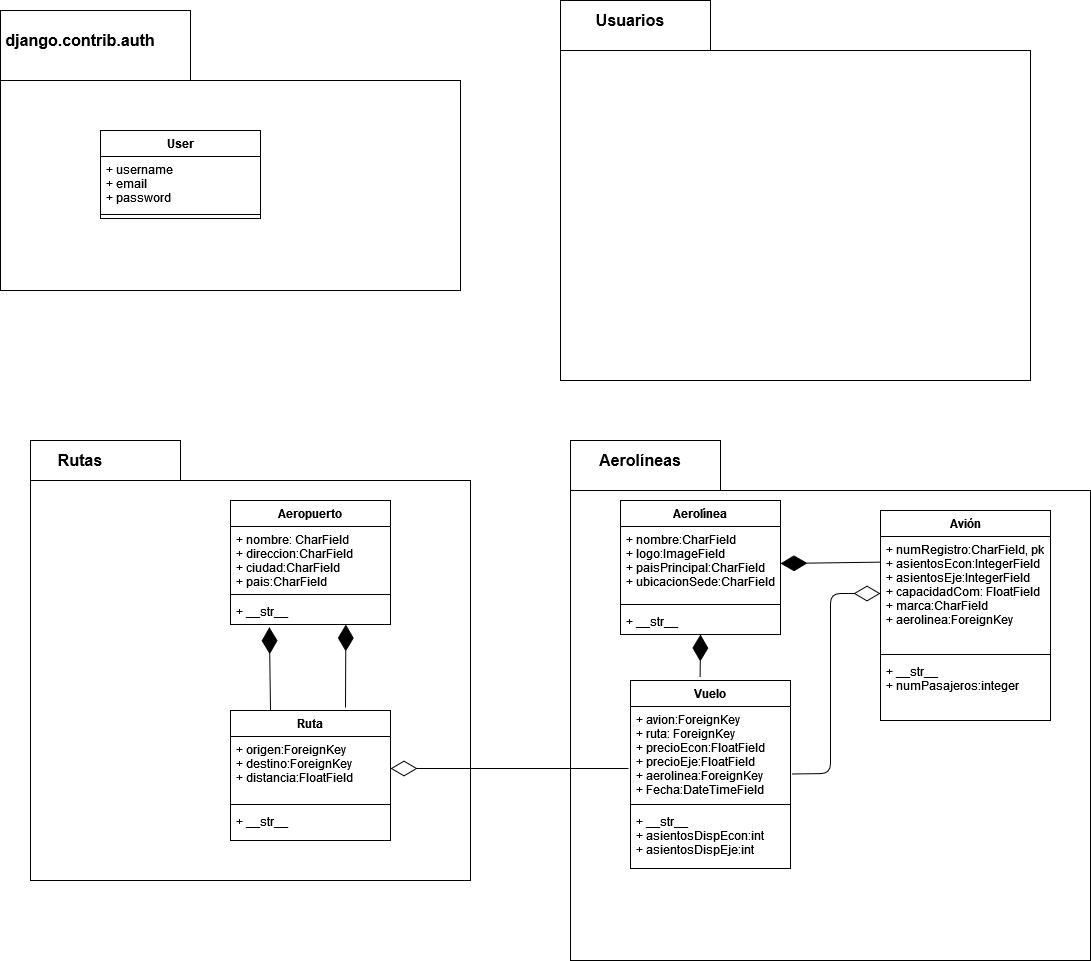 django.contrib.auth
User
+ username
+ email
+ password
Usuarios
Rutas
Aeropuerto
+ nombre: CharField
+ direccion:CharField
+ ciudad:CharField
+ pais:CharField
+ __str__
Ruta
+ origen:ForeignKey
+ destino:ForeignKey
+ distancia:FloatField
+ __str__
Aerolíneas
Aerolínea
+ nombre:CharField
+ logo:ImageField
+ paisPrincipal:CharField
+ ubicacionSede:CharField
+ __str__
Avión
+ numRegistro:CharField, pk
+ asientosEcon:IntegerField
+ asientosEje:IntegerField
+ capacidadCom: FloatField
+ marca:CharField
+ aerolinea:ForeignKey
+ __str__
+ numPasajeros:integer
Vuelo
+ avion:ForeignKey
+ ruta: ForeignKey
+ precioEcon:FloatField
+ precioEje:FloatField
+ aerolinea:ForeignKey
+ Fecha:DateTimeField
+ __str__
+ asientosDispEcon:int
+ asientosDispEje:int